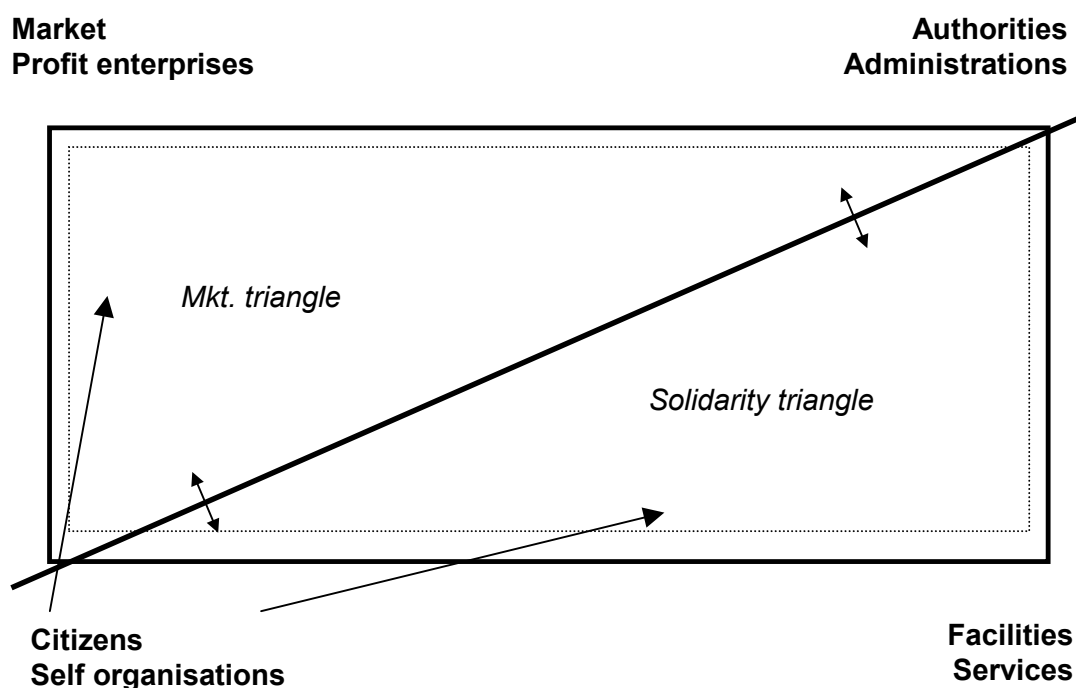 Market
Profit enterprises
Authorities
Administrations
Mkt. triangle
Solidarity triangle
Citizens
Self organisations
Facilities
Services